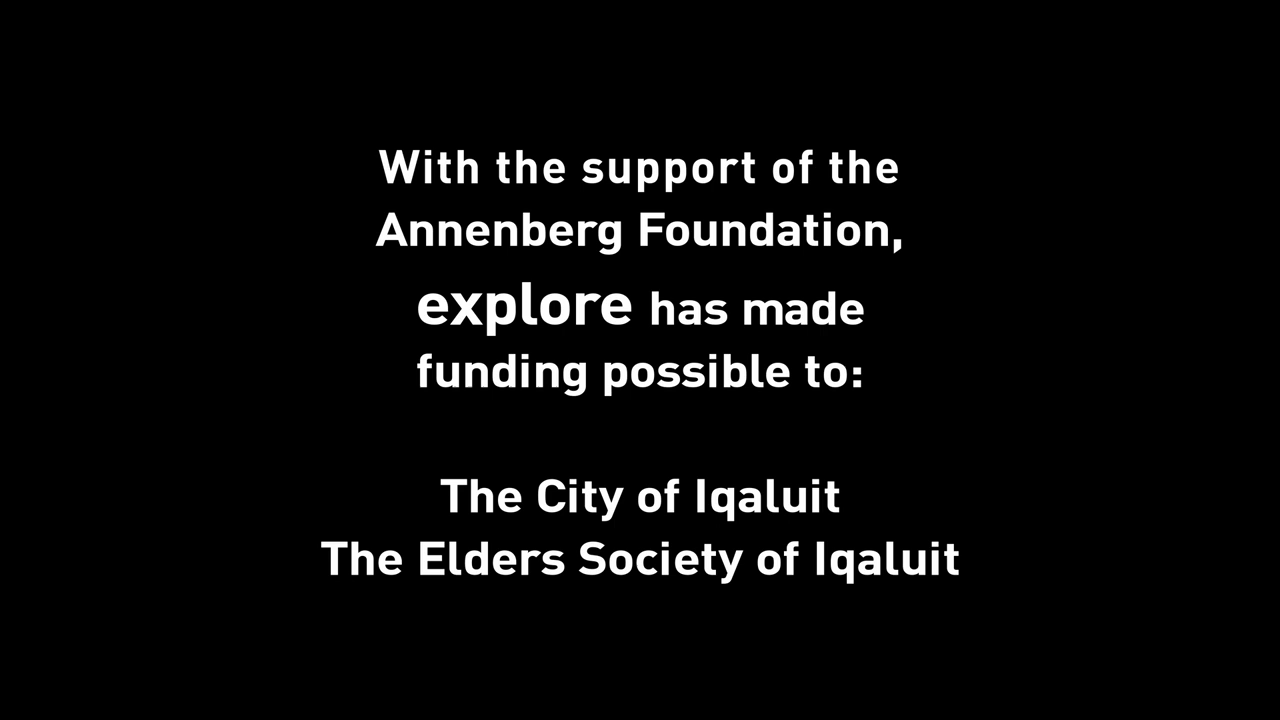 With the support of the
Annenberg Foundation,
explore has made
funding possible to:
The City of Iqaluit
The Elders Society of Iqaluit